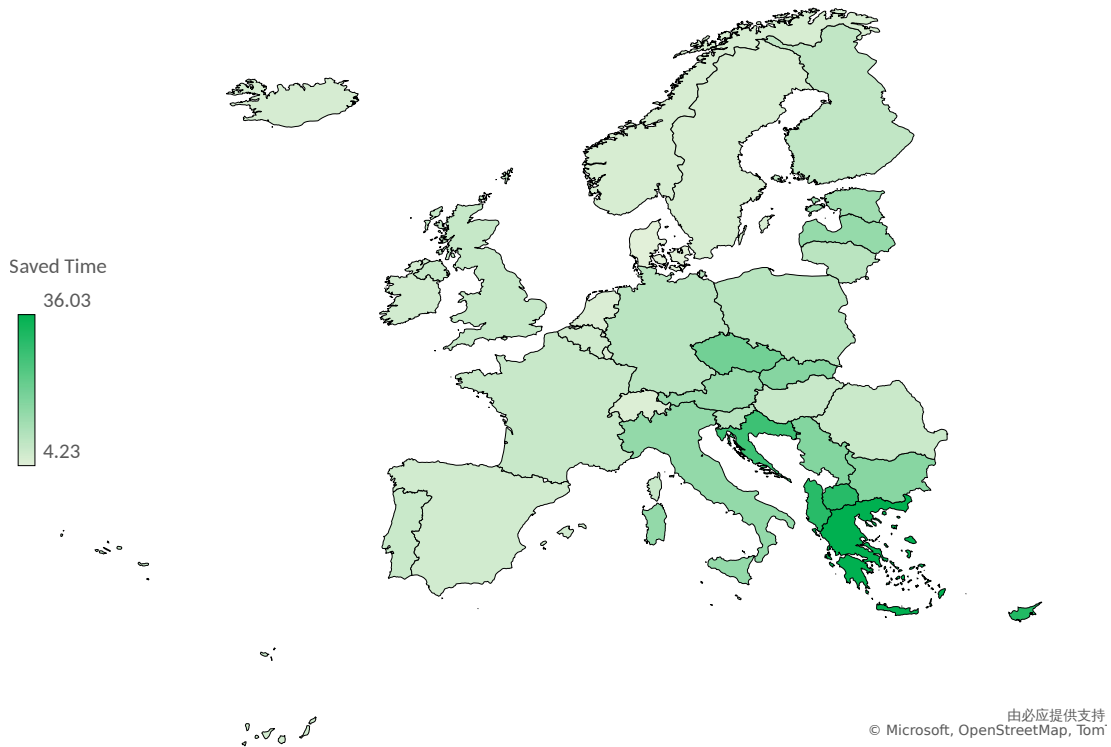 Saved Time
36.03
4.23
由必应提供支持
© Microsoft, OpenStreetMap, Tom